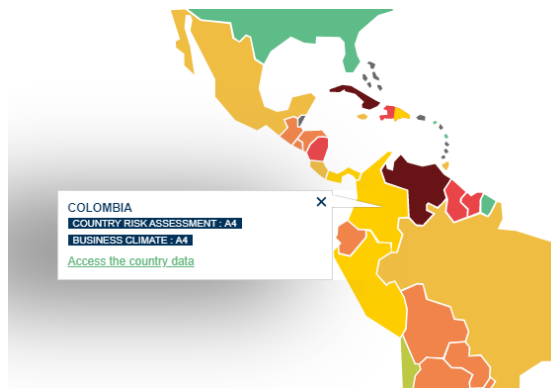 COLOMBIA
COUNTRY RISK ASSESSMENT : A4
BUSINESS CLIMATE : A4
Access the country data